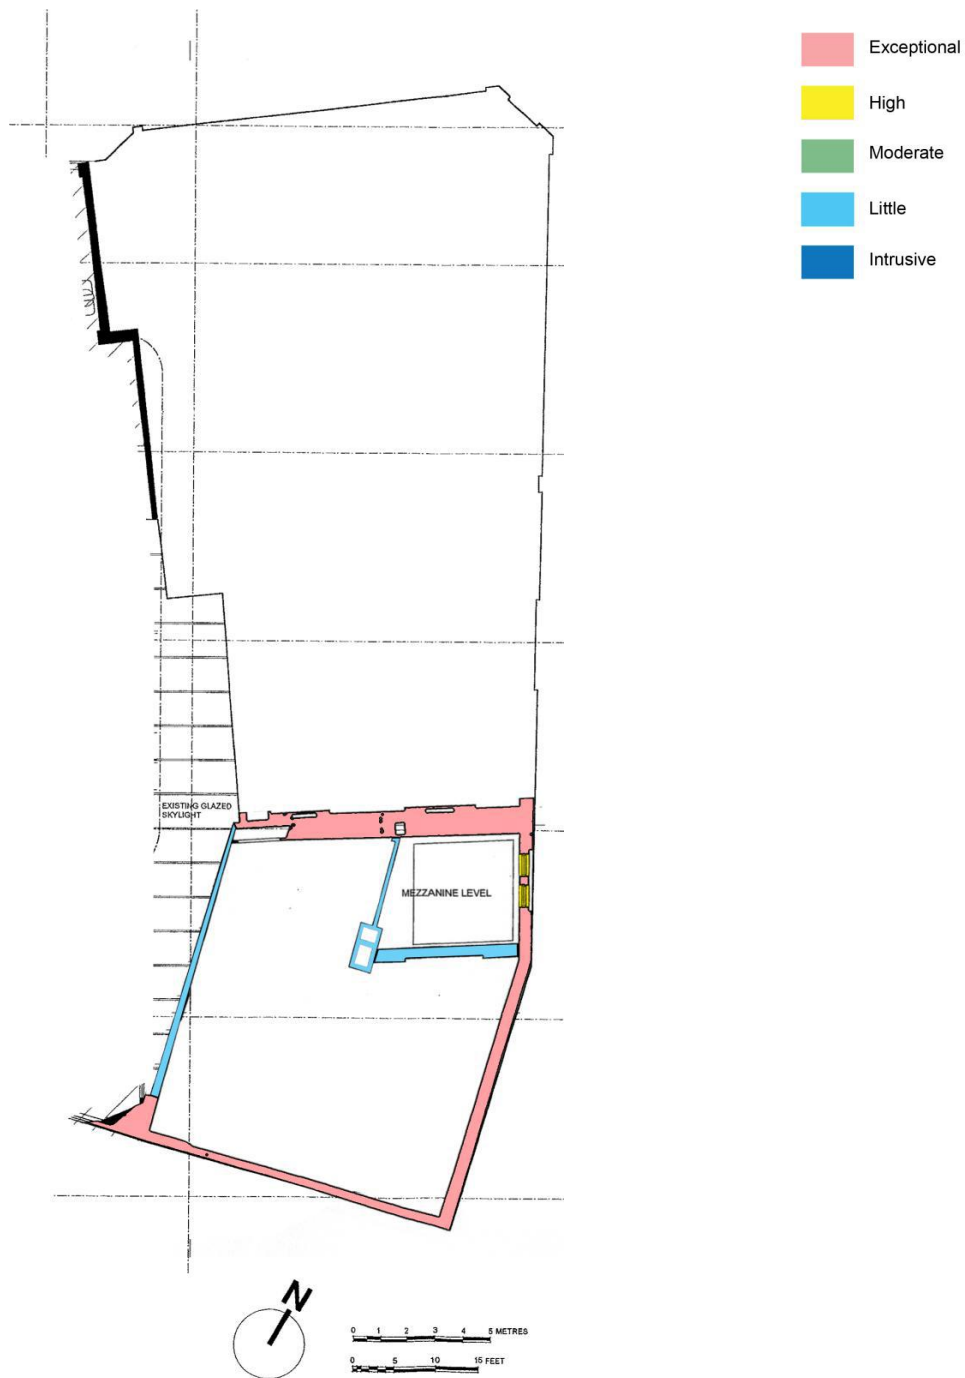 Exceptional
High
Moderate
Little
Intrusive
EXISTING GLAZED
SKYLIGHT
MEZZANINE LEVEL
N
0 1 2 3 4 5 METRES
0 5 10 15 FEET